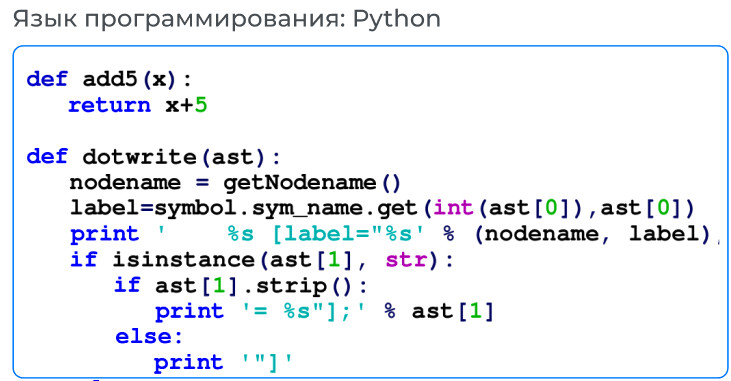 Язык программирования: Python
def add5(x):
   return x+5

def dotwrite(ast):
   nodename = getNodename()
   label=symbol.sym_name.get(int(ast[0]),ast[0])
   print '    %s [label="%s' % (nodename, label),
   if isinstance(ast[1], str):
      if ast[1].strip():
         print '= %s"];' % ast[1]
      else:
         print '"]'